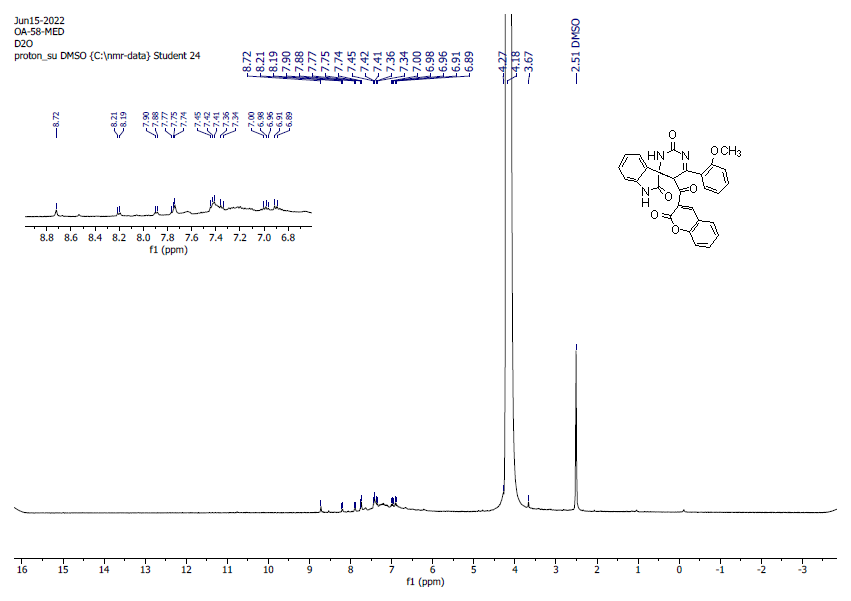 Jun15-2022
OA-58-MED
D2O
proton_su DMSO {C:\nmr-data} Student 24
8.72
8.21
8.19
7.90
7.88
7.77
7.75
7.74
7.45
7.42
7.41
7.36
7.34
7.00
6.98
6.96
6.91
6.89
4.27
4.18
3.67
2.51 DMSO
8.72
8.21
8.19
7.90
7.88
7.77
7.75
7.74
7.45
7.42
7.41
7.36
7.34
7.00
6.98
6.96
6.91
6.89
8.8 8.6 8.4 8.2 8.0 7.8 7.6 7.4 7.2 7.0 6.8
f1 (ppm)
O
HN N
OCH3
NH
O
O
O
O
16 15 14 13 12 11 10 9 8 7 6 5 4 3 2 1 0 -1 -2 -3
f1 (ppm)